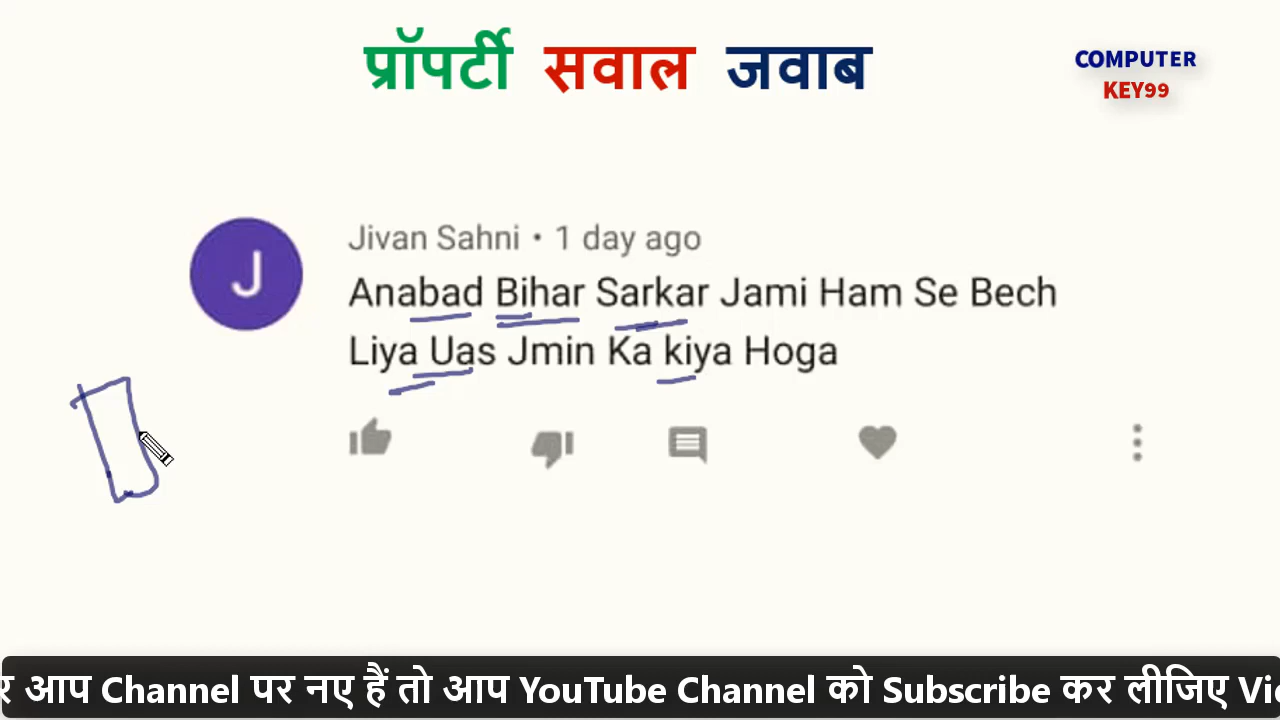 प्रॉपर्टी सवाल जवाब
COMPUTER
KEY99
J
Jivan Sahni • 1 day ago
Anabad Bihar Sarkar Jami Ham Se Bech
Liya Uas Jmin Ka kiya Hoga
र आप Channel पर नए हैं तो आप YouTube Channel को Subscribe कर लीजिए